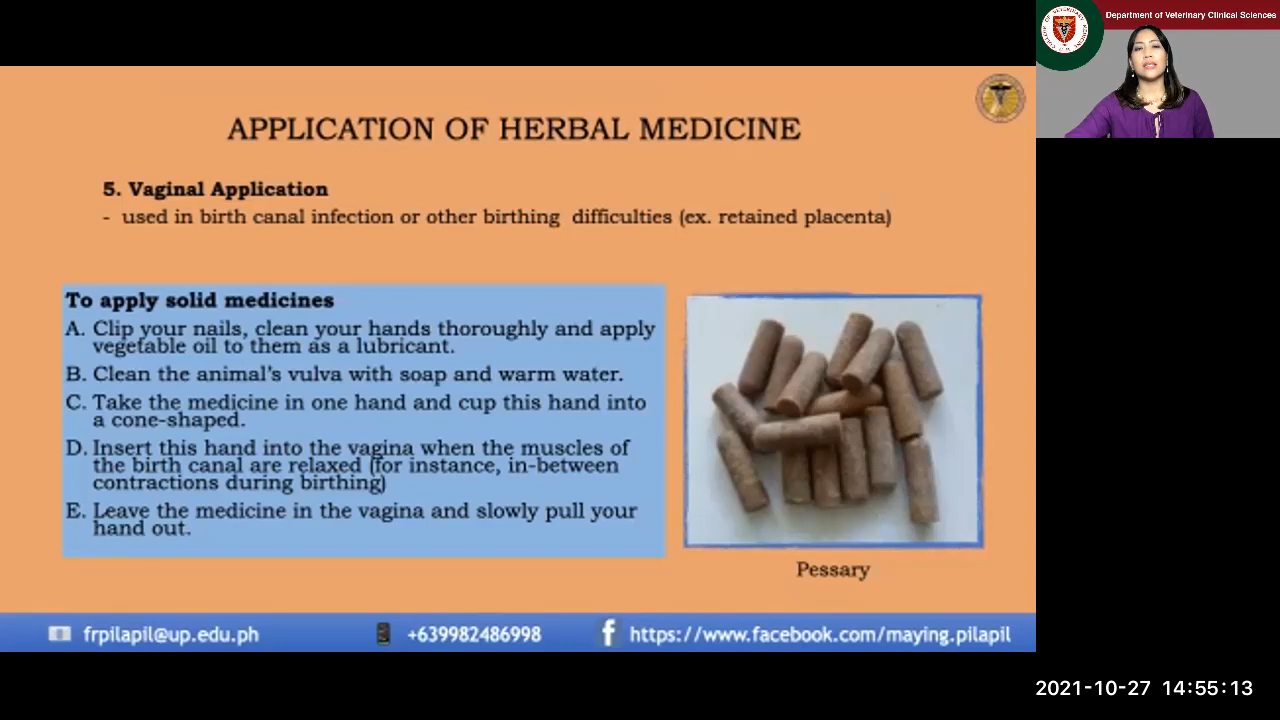 Department of Veterinary Clinical Sciences
APPLICATION OF HERBAL MEDICINE
5. Vaginal Application
- used in birth canal infection or other birthing difficulties (ex. retained placenta)
To apply solid medicines
A. Clip your nails, clean your hands thoroughly and apply
vegetable oil to them as a lubricant.
B. Clean the animal's vulva with soap and warm water.
C. Take the medicine in one hand and cup this hand into
a cone-shaped.
D. Insert this hand into the vagina when the muscles of
the birth canal are relaxed (for instance, in-between
contractions during birthing)
E. Leave the medicine in the vagina and slowly pull your
hand out.
Pessary
frpilapil@up.edu.ph
+639982486998
https://www.facebook.com/maying.pilapil
2021-10-27 14:55:13